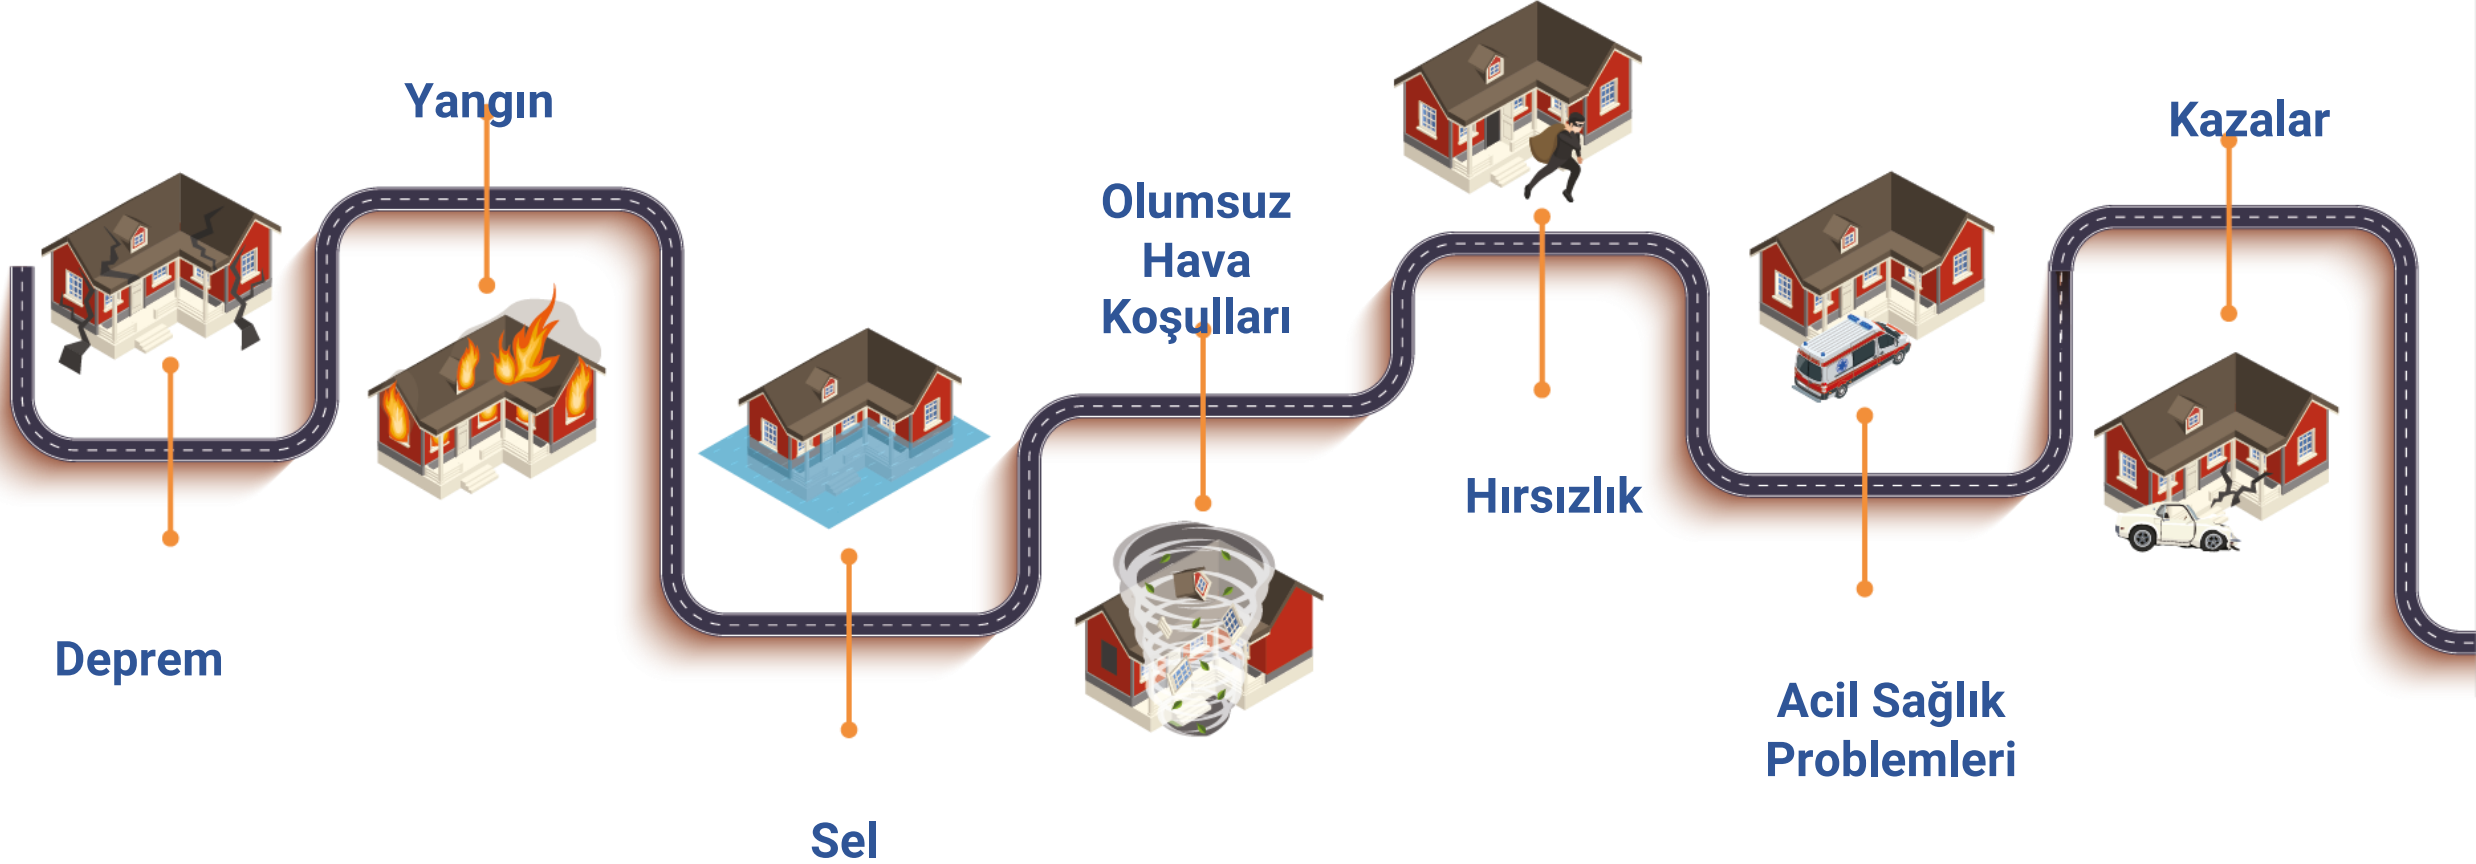 Deprem
Yangın
Sel
Olumsuz
Hava
Koşulları
Hırsızlık
Acil Sağlık
Problemleri
Kazalar